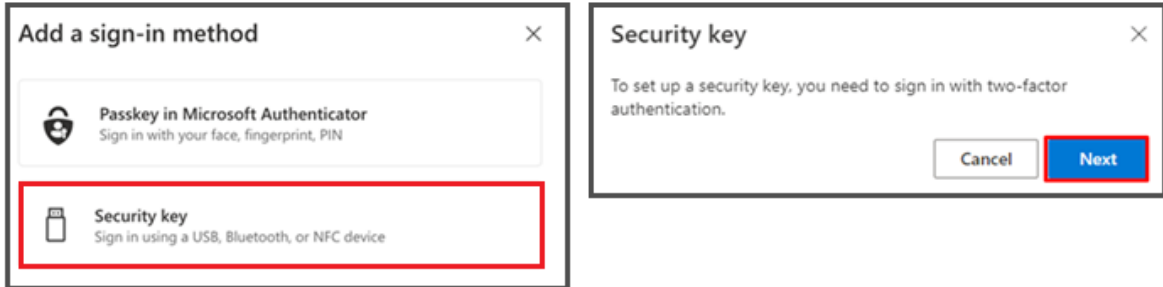 Add a sign-in method
Passkey in Microsoft Authenticator
Sign in with your face, fingerprint, PIN
Security key
Sign in using a USB, Bluetooth, or NFC device
Security key
To set up a security key, you need to sign in with two-factor
authentication.
Cancel
Next